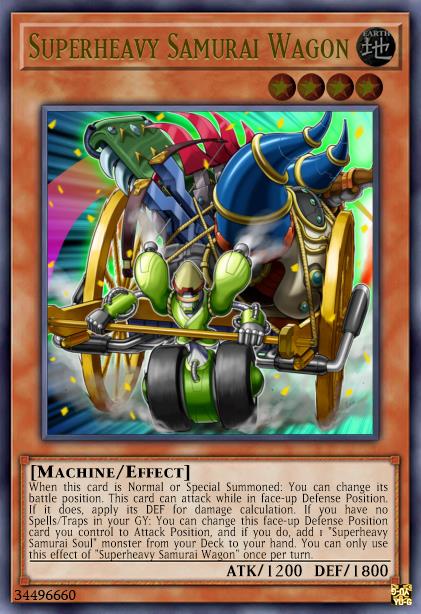 SUPERHEAVY SAMURAI WAGON
EARTH
地
[MACHINE/EFFECT]
When this card is Normal or Special Summoned: You can change its
battle position. This card can attack while in face-up Defense Position.
If it does, apply its DEF for damage calculation. If you have no
Spells/Traps in your GY: You can change this face-up Defense Position
card you control to Attack Position, and if you do, add 1 "Superheavy
Samurai Soul" monster from your Deck to your hand. You can only use
this effect of "Superheavy Samurai Wagon" once per turn.
ATK/1200 DEF/1800
34496660